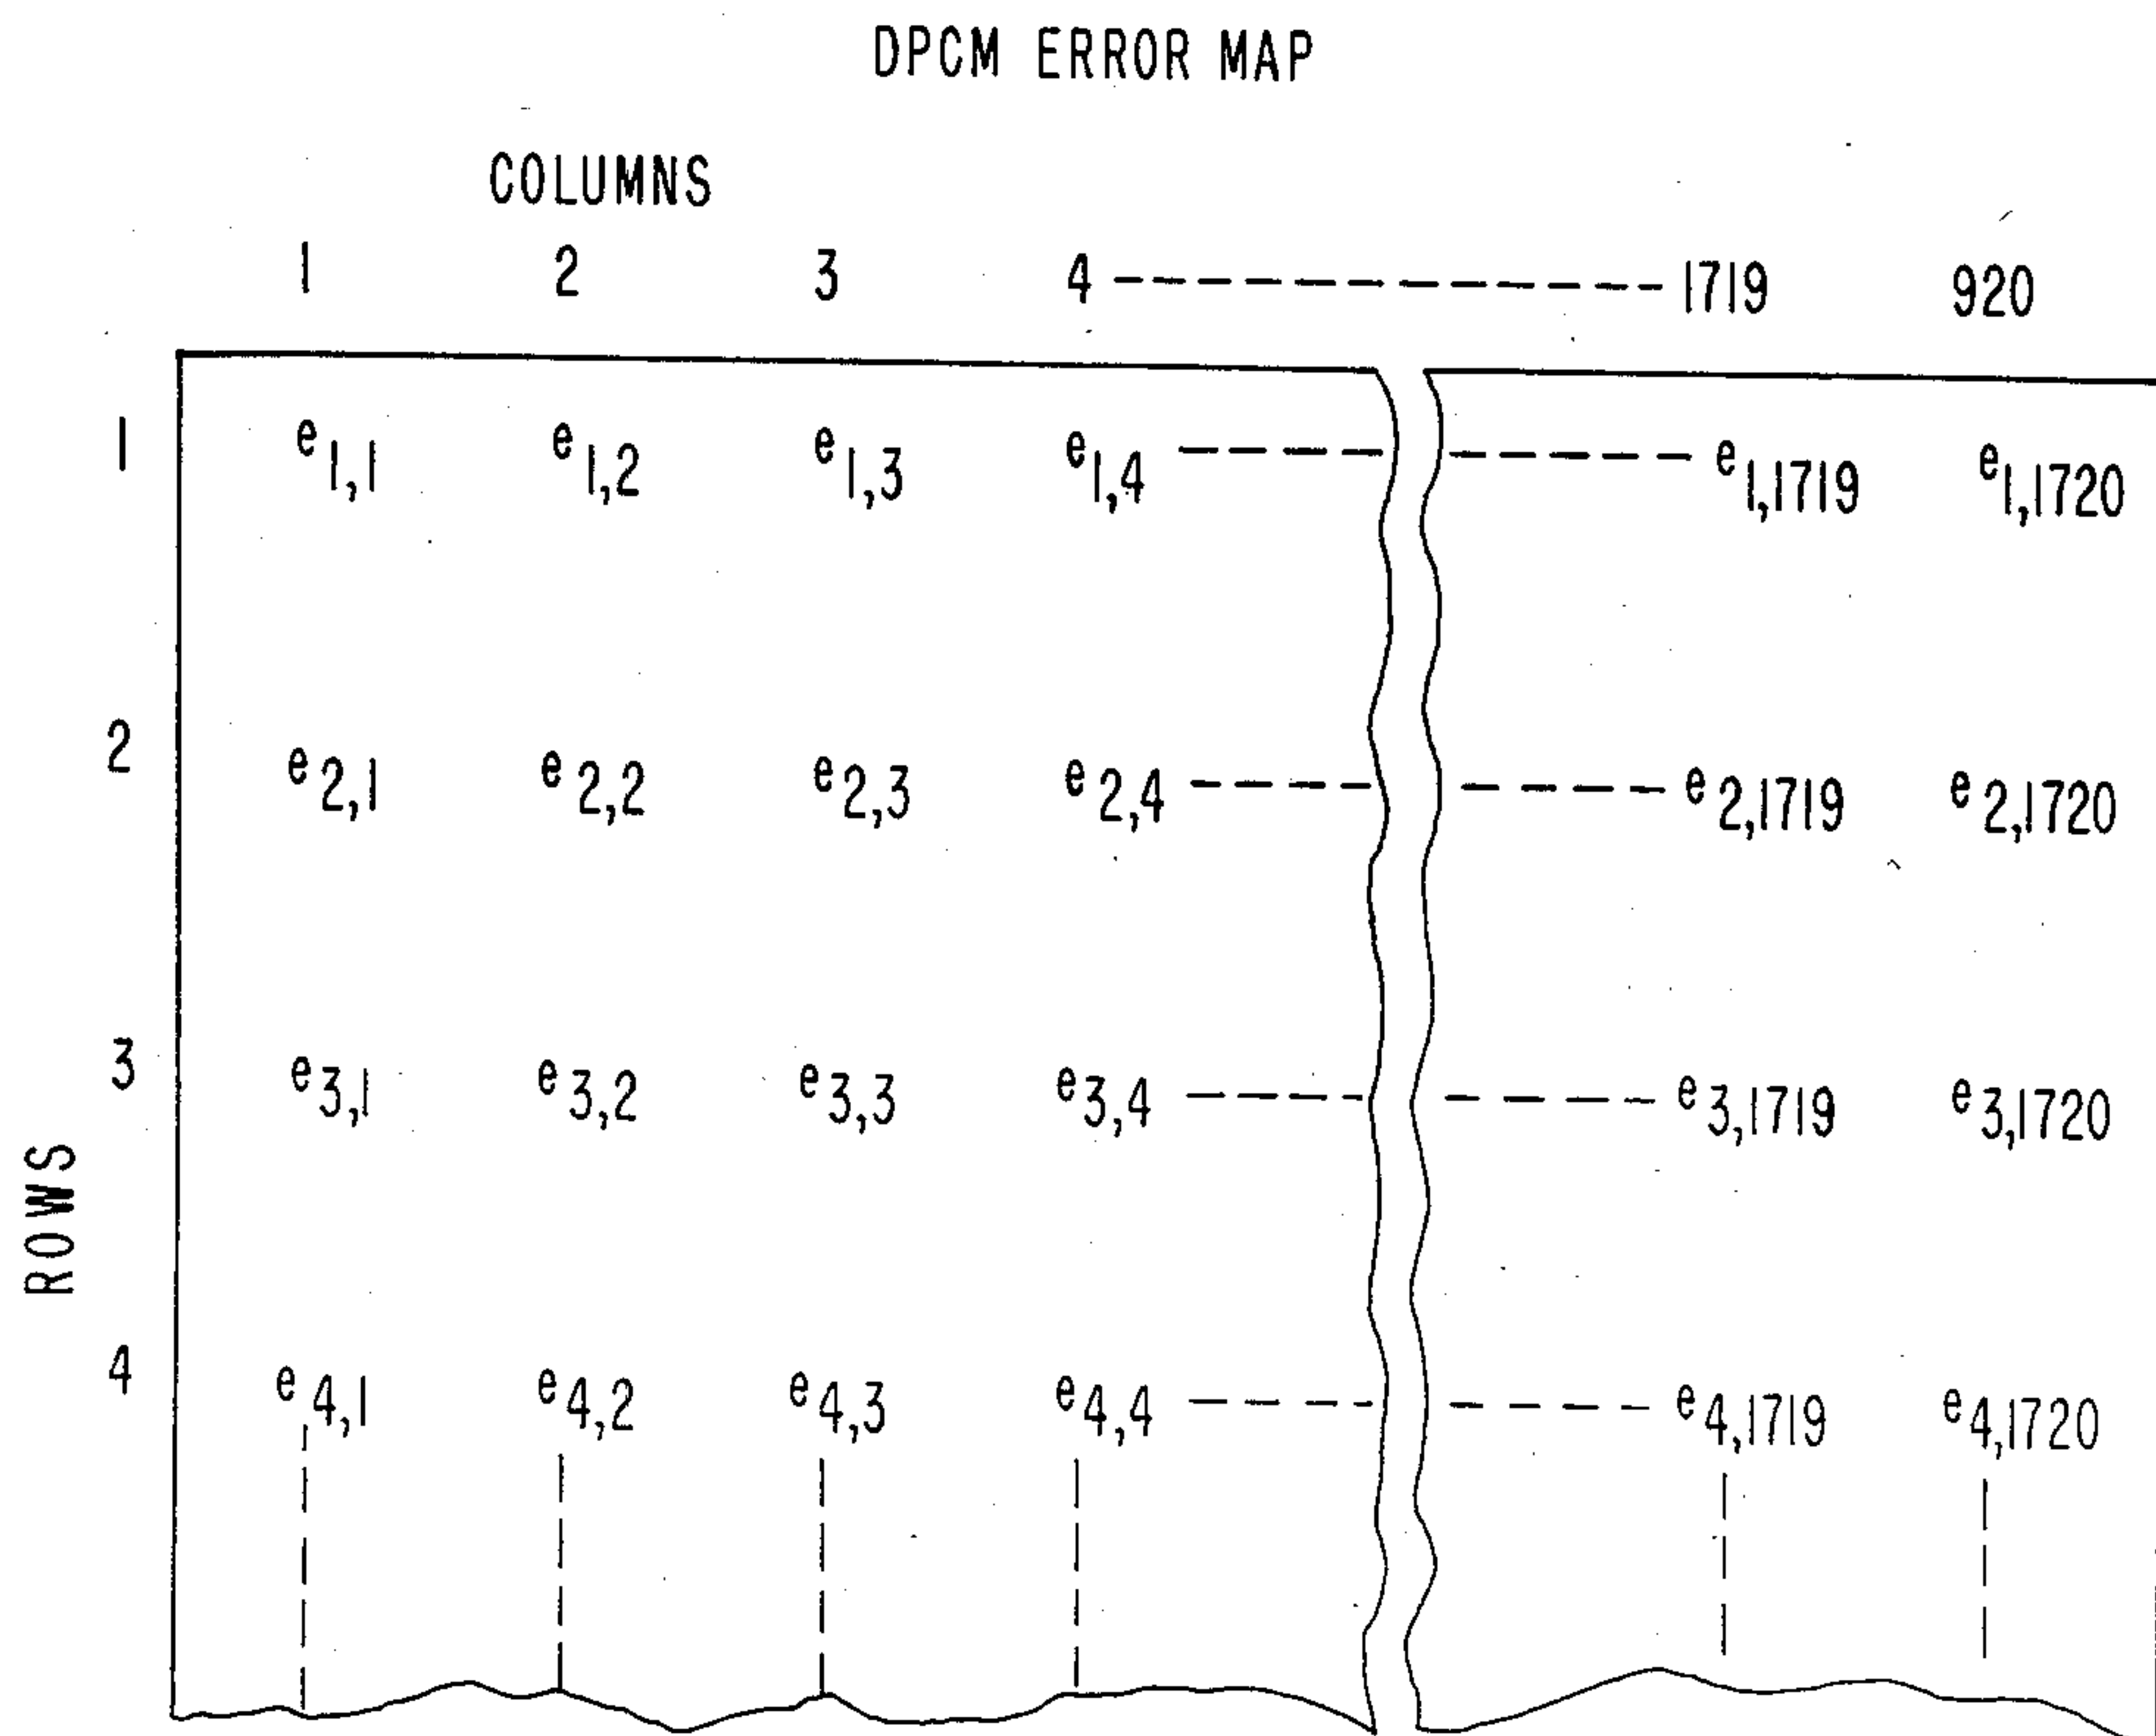 DPCM ERROR MAP
COLUMNS
1 2 3 4 1719 920
1 e1,1 e1,2 e1,3 e1,4 e1,1719 e1,1720
2 e2,1 e2,2 e2,3 e2,4 e2,1719 e2,1720
3 e3,1 e3,2 e3,3 e3,4 e3,1719 e3,1720
ROWS
4 e4,1 e4,2 e4,3 e4,4 e4,1719 e4,1720